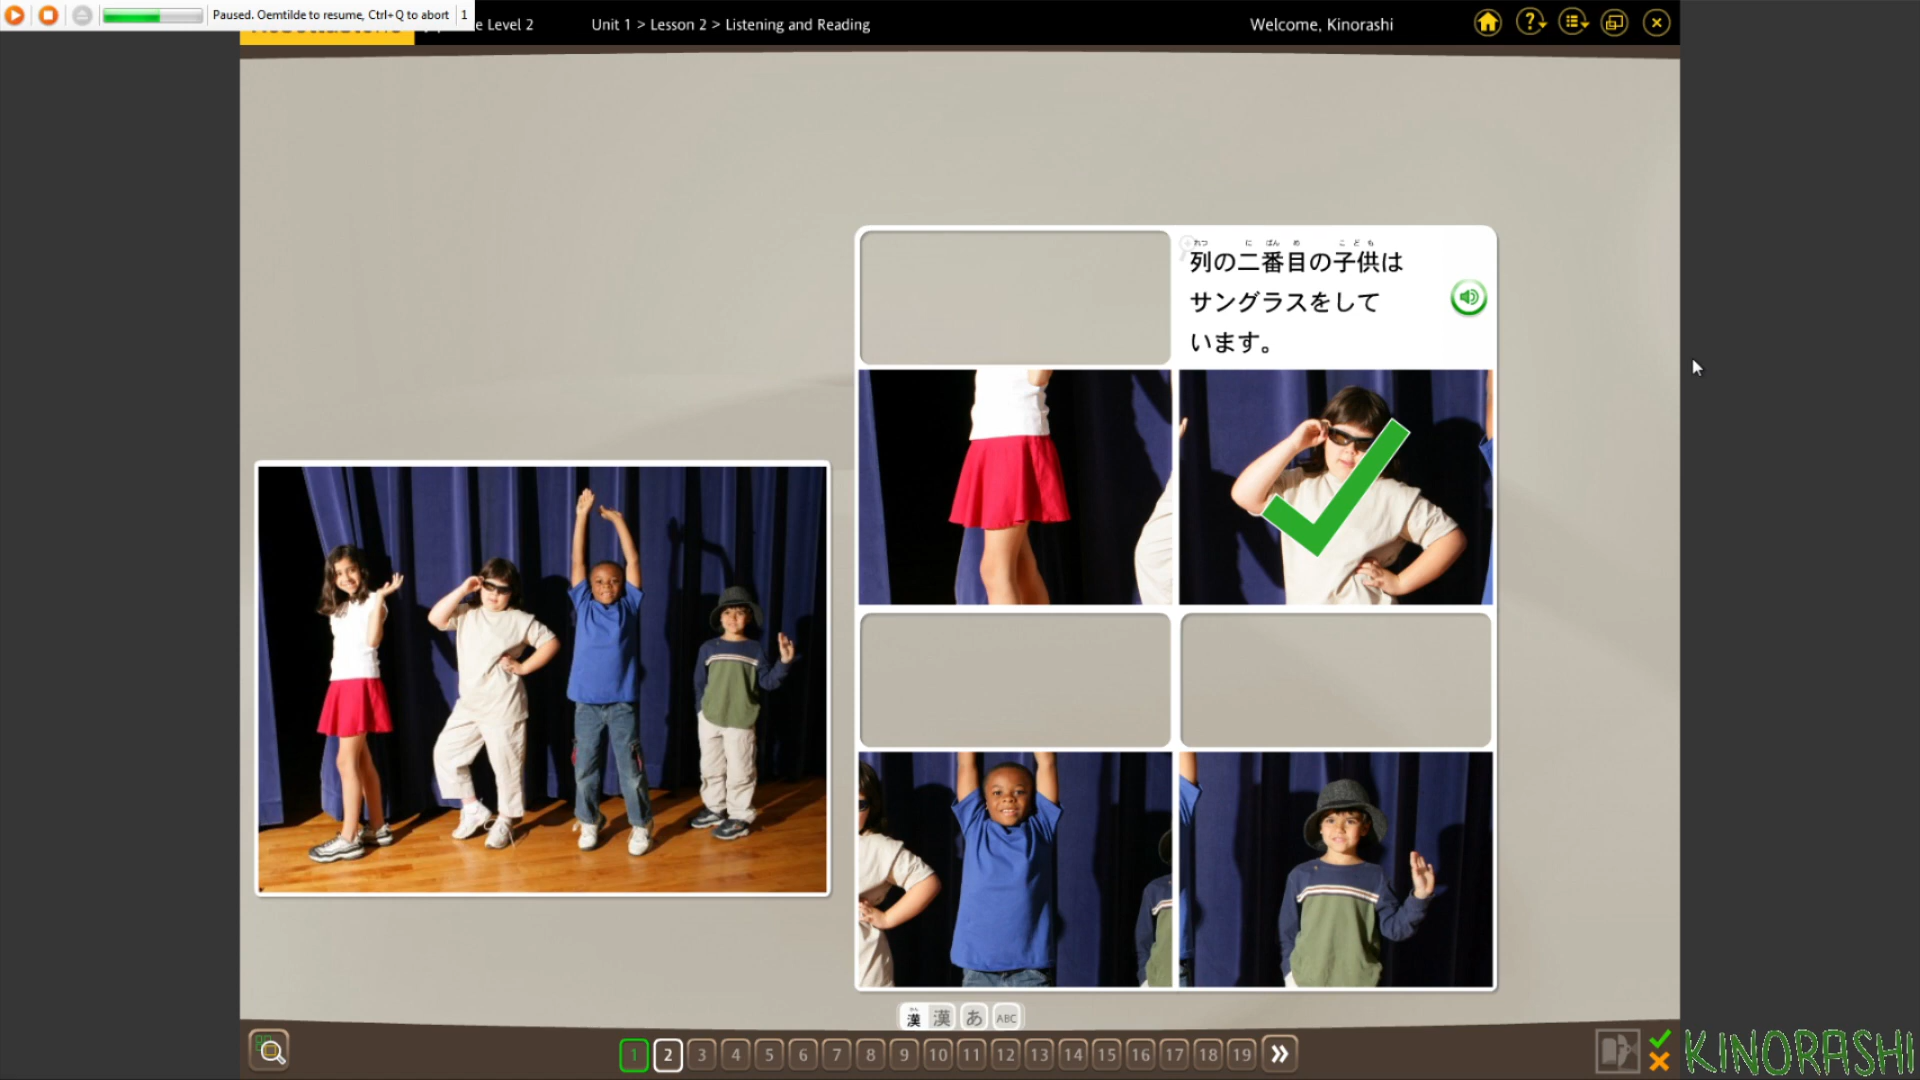 Paused. Oemtilde to resume, Ctrl+Q to abort
1
e Level 2
Unit 1 > Lesson 2 > Listening and Reading
Welcome, Kinorashi
れつ に ばん め こ ども
列の二番目の子供は
サングラスをして
います。
漢 漢 あ ABC
1 2 3 4 5 6 7 8 9 10 11 12 13 14 15 16 17 18 19
KINORASHI